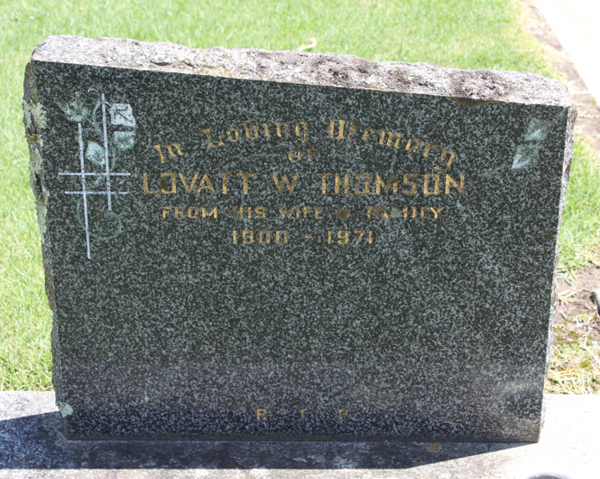 In Loving Memory
OF
LOVATT W. THOMSON
FROM HIS WIFE & FAMILY
1900 - 1971
R. I. P.